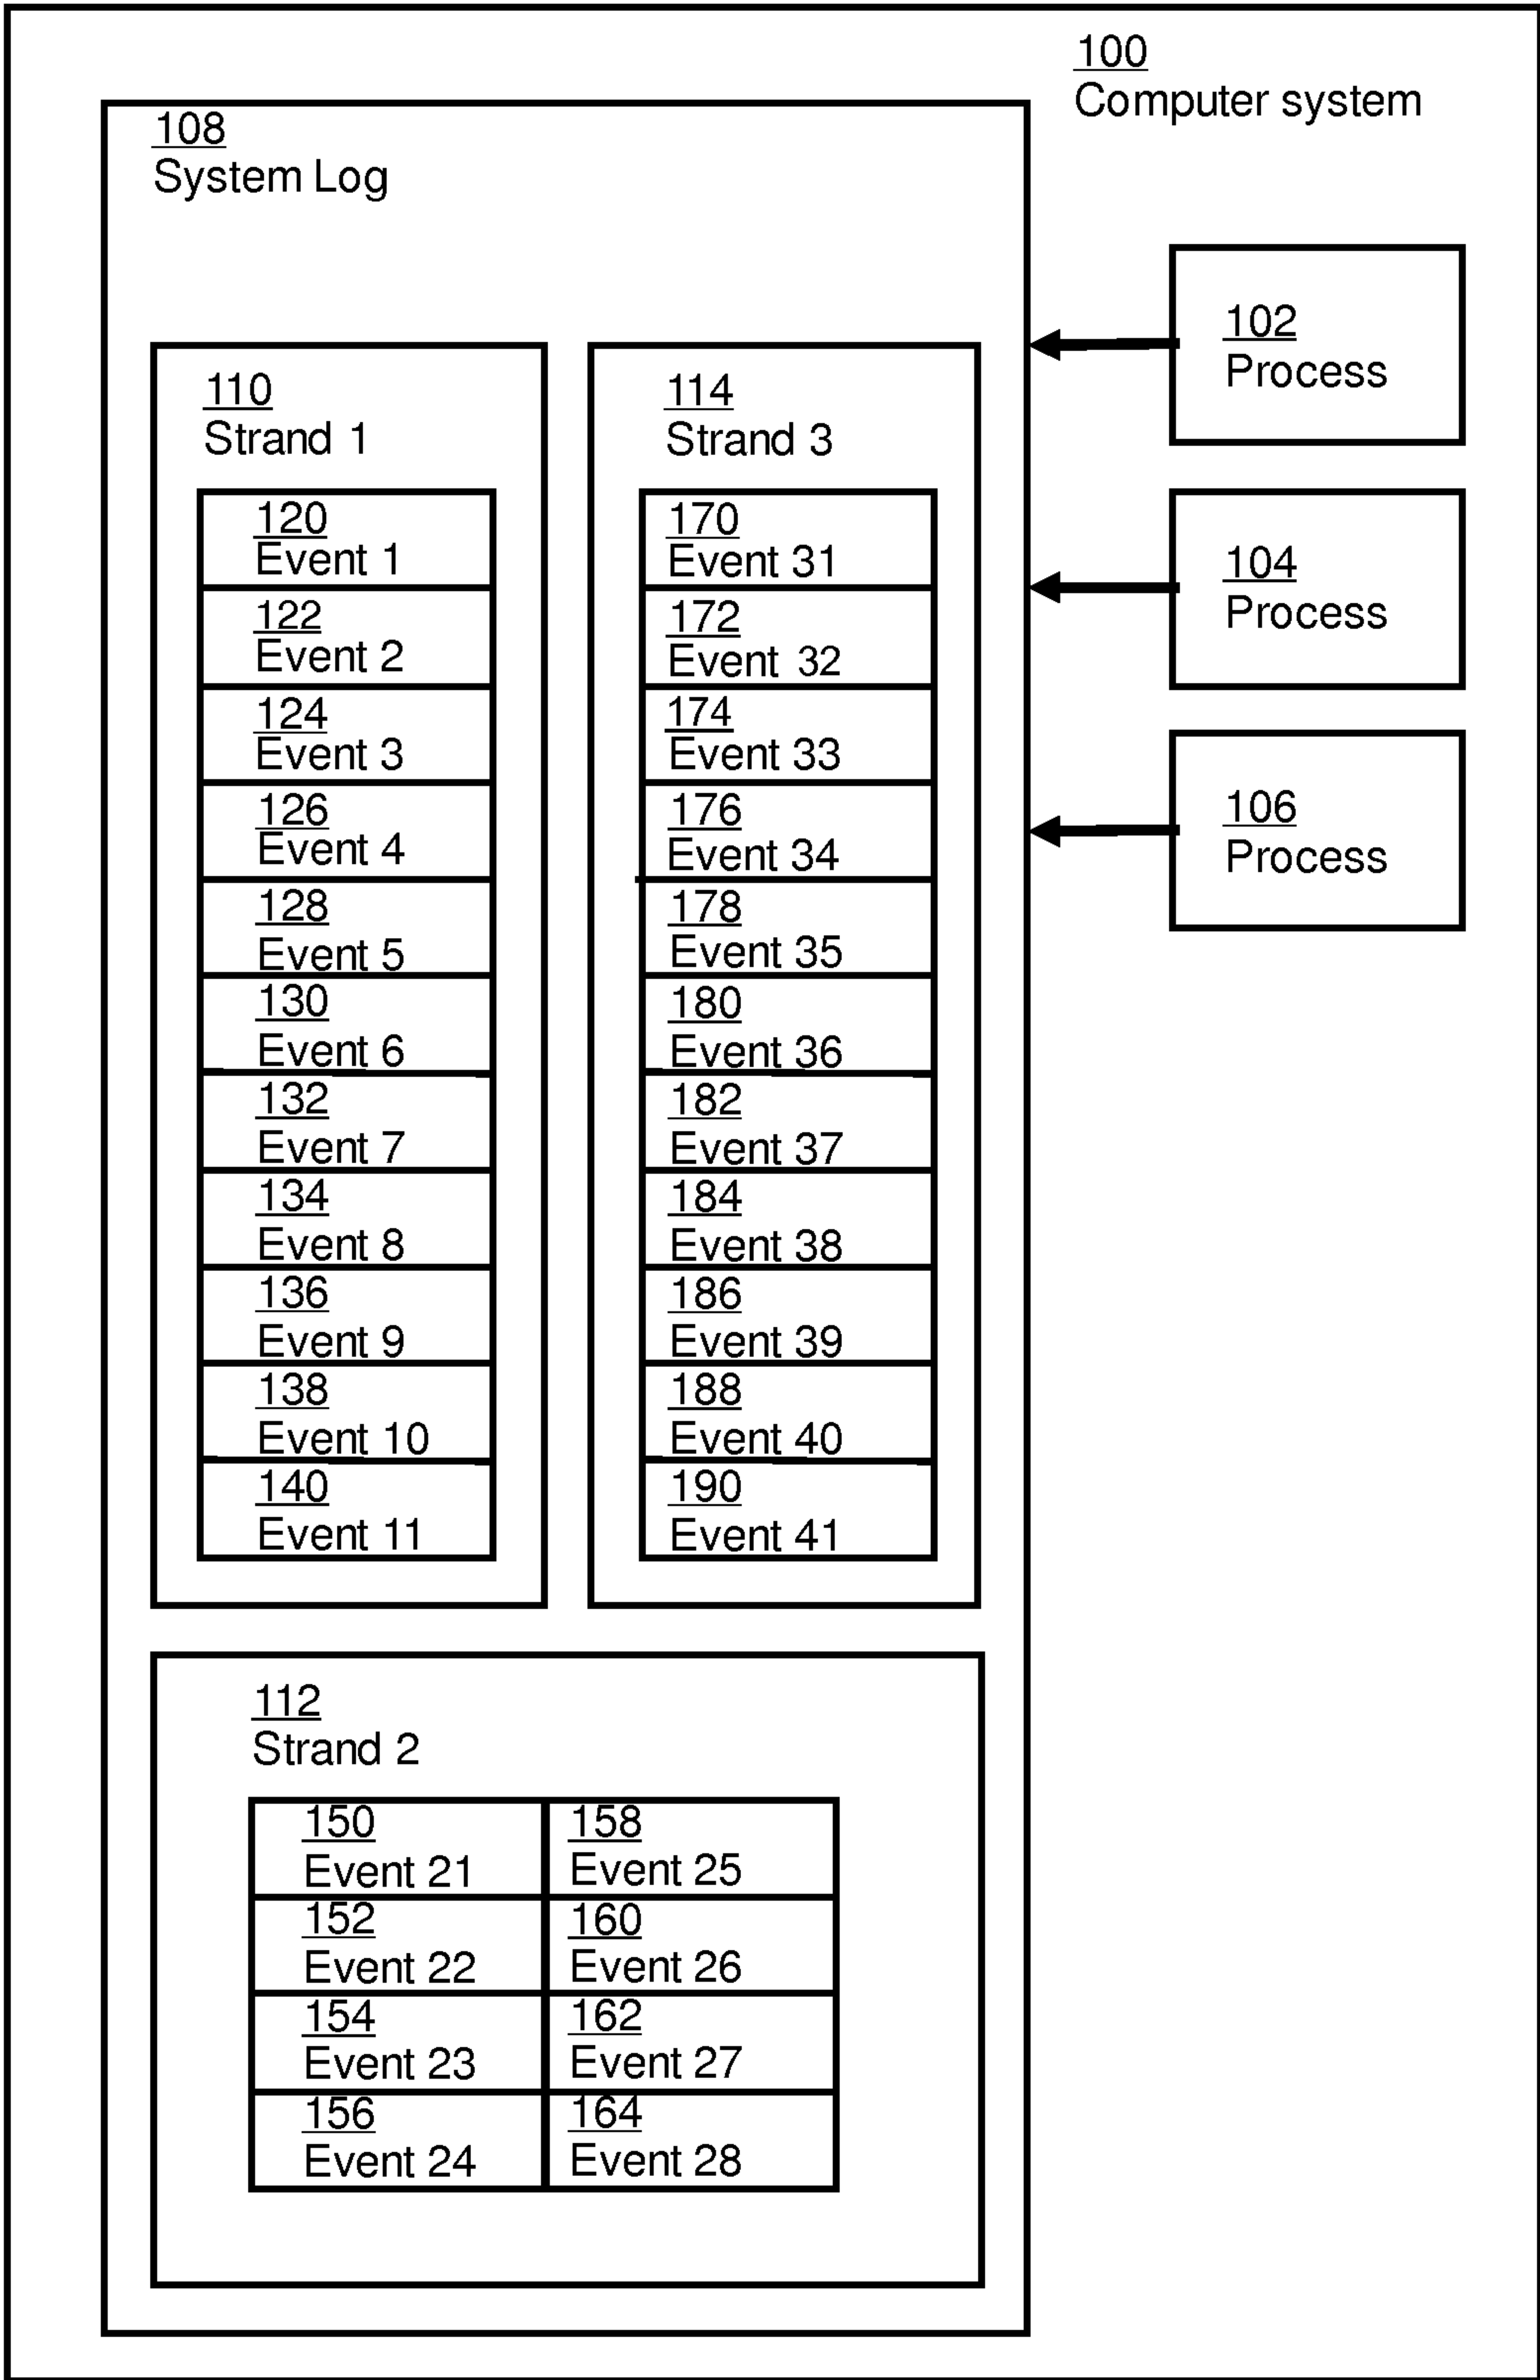 100
Computer system
108
System Log
102
Process
104
Process
106
Process
110
Strand 1
120
Event 1
122
Event 2
124
Event 3
126
Event 4
128
Event 5
130
Event 6
132
Event 7
134
Event 8
136
Event 9
138
Event 10
140
Event 11
114
Strand 3
170
Event 31
172
Event 32
174
Event 33
176
Event 34
178
Event 35
180
Event 36
182
Event 37
184
Event 38
186
Event 39
188
Event 40
190
Event 41
112
Strand 2
150
Event 21
152
Event 22
154
Event 23
156
Event 24
158
Event 25
160
Event 26
162
Event 27
164
Event 28